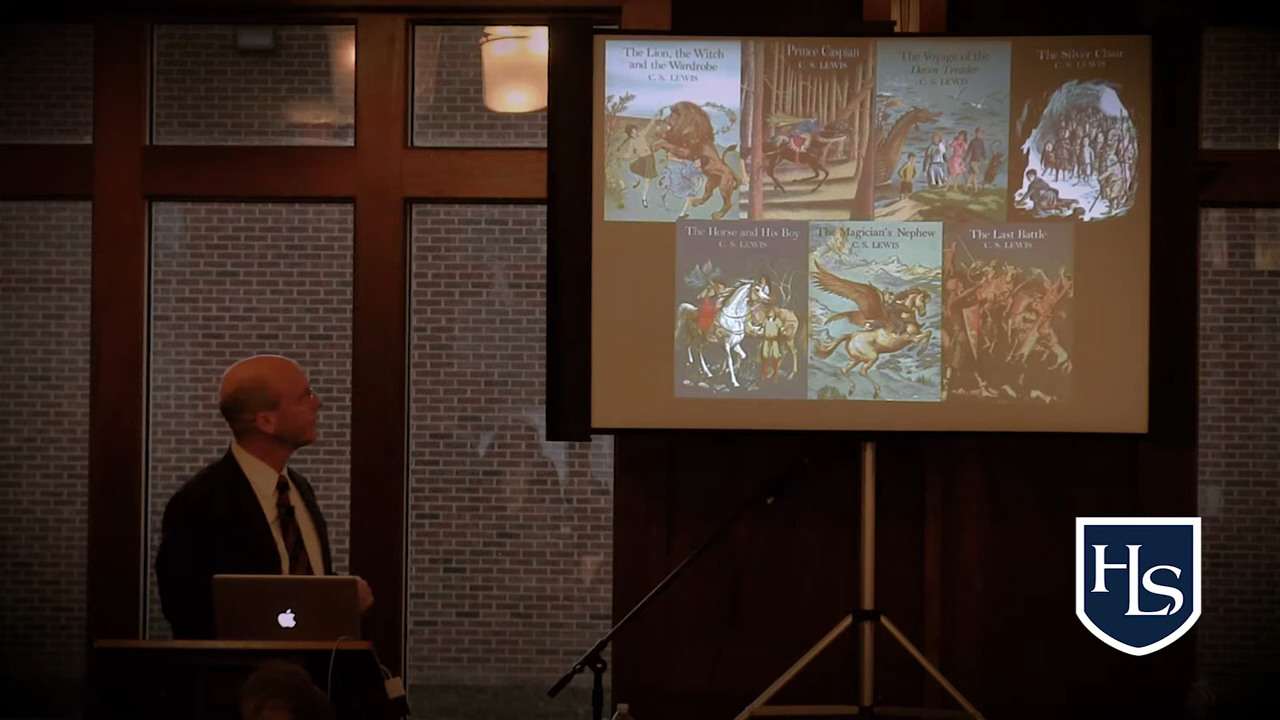 The Lion, the Witch
and the Wardrobe
C. S. LEWIS
Prince Caspian
C. S. LEWIS
The Voyage of the
Dawn Treader
C. S. LEWIS
The Silver Chair
C. S. LEWIS
The Horse and His Boy
C. S. LEWIS
The Magician's Nephew
C. S. LEWIS
The Last Battle
C. S. LEWIS
HLS